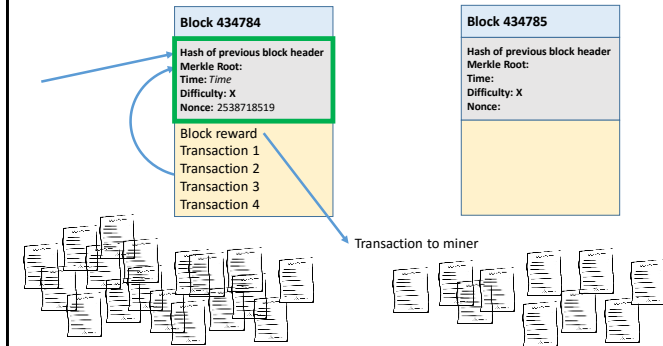 Block 434784
Hash of previous block header
Merkle Root:
Time: Time
Difficulty: X
Nonce: 2538718519
Block reward
Transaction 1
Transaction 2
Transaction 3
Transaction 4
Block 434785
Hash of previous block header
Merkle Root:
Time:
Difficulty: X
Nonce:
Transaction to miner